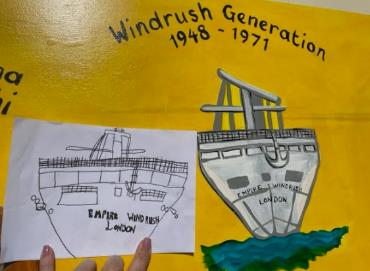 Windrush Generation
1948 - 1971
EMPIRE WINDRUSH
LONDON
EMPIRE WINDRUSH
LONDON